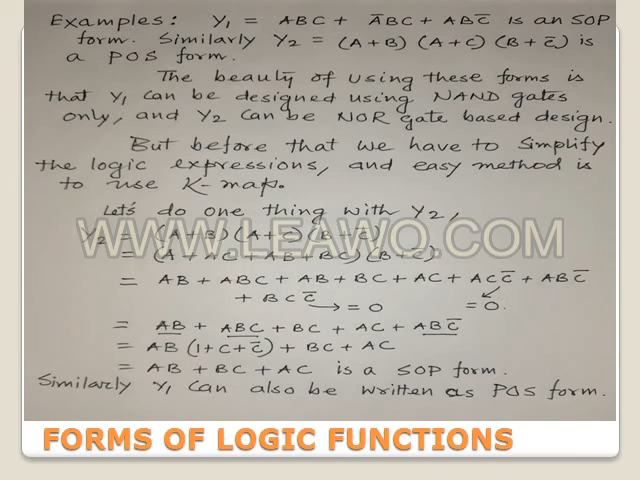 Examples: Y1 = ABC + A̅BC + ABC̅ is an SOP
form. Similarly Y2 = (A+B) (A+C) (B+C̅) is
a POS form.
The beauty of using these forms is
that Y1 can be designed using NAND gates
only, and Y2 can be NOR gate based design.
But before that we have to simplify
the logic expressions, and easy method is
to use K-map.
Let's do one thing with Y2,
Y2 = (A+B) (A+C) (B+C̅)
WWW.LEAWO.COM
= (A + AC + AB + BC) (B+C̅)
= AB + ABC + AB + BC + AC + ACC̅ + ABC̅
+ BCC̅ → = 0 = 0.
= AB + ABC + BC + AC + ABC̅
= AB (1+C+C̅) + BC + AC
= AB + BC + AC is a SOP form.
Similarly Y1 can also be written as POS form.
FORMS OF LOGIC FUNCTIONS